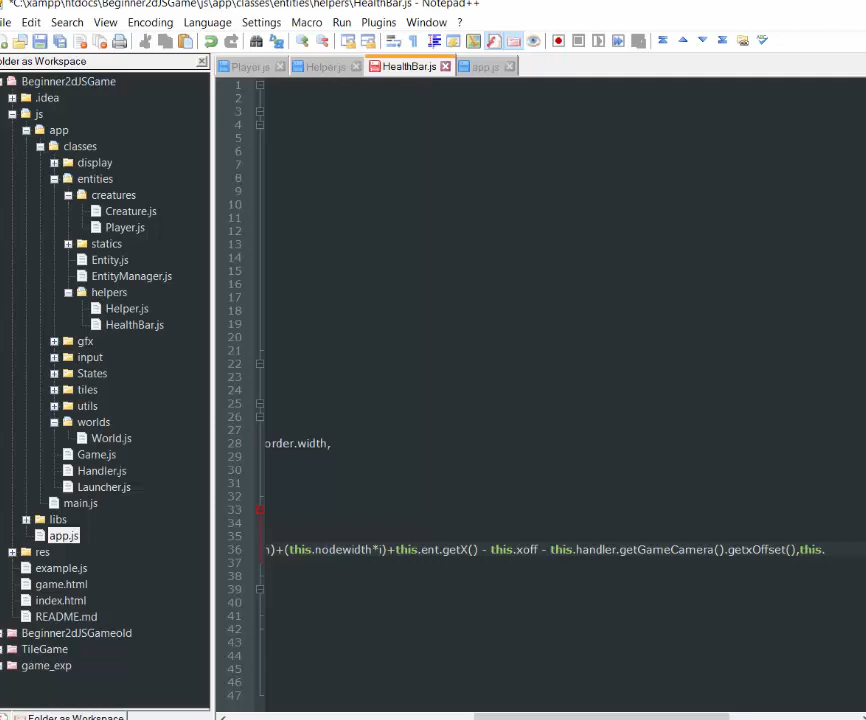 *C:\xampp\htdocs\Beginner2dJSGame\js\app\classes\entities\helpers\HealthBar.js - Notepad++
ile Edit Search View Encoding Language Settings Macro Run Plugins Window ?
older as Workspace
Player.js Helper.js HealthBar.js app.js
Beginner2dJSGame
.idea
js
app
classes
display
entities
creatures
Creature.js
Player.js
statics
Entity.js
EntityManager.js
helpers
Helper.js
HealthBar.js
gfx
input
States
tiles
utils
worlds
World.js
Game.js
Handler.js
Launcher.js
main.js
libs
app.js
res
example.js
game.html
index.html
README.md
Beginner2dJSGameold
TileGame
game_exp
Folder as Workspace
1
2
3
4
5
6
7
8
9
10
11
12
13
14
15
16
17
18
19
20
21
22
23
24
25
26
27
28 order.width,
29
30
31
32
33
34
35
36 )+(this.nodewidth*i)+this.ent.getX() - this.xoff - this.handler.getGameCamera().getxOffset(),this.
37
38
39
40
41
42
43
44
45
46
47